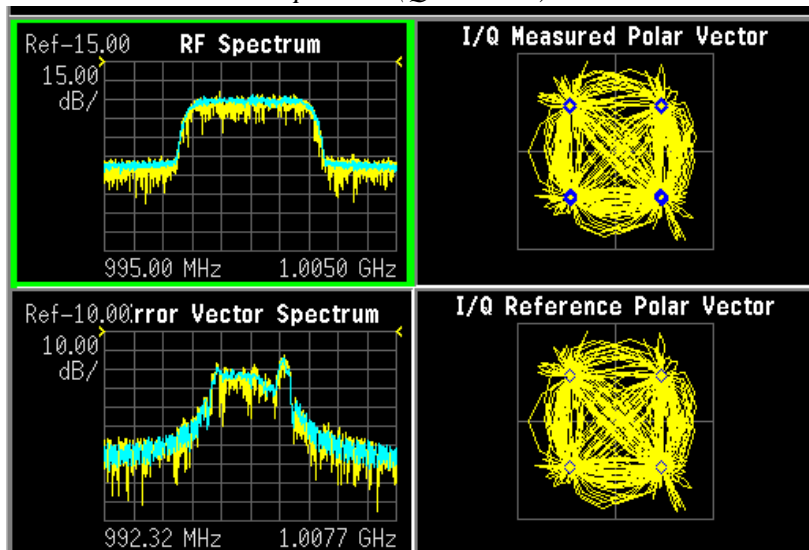 Ref-15.00 RF Spectrum
15.00
dB/
995.00 MHz 1.0050 GHz
I/Q Measured Polar Vector
Ref-10.00 rror Vector Spectrum
10.00
dB/
992.32 MHz 1.0077 GHz
I/Q Reference Polar Vector